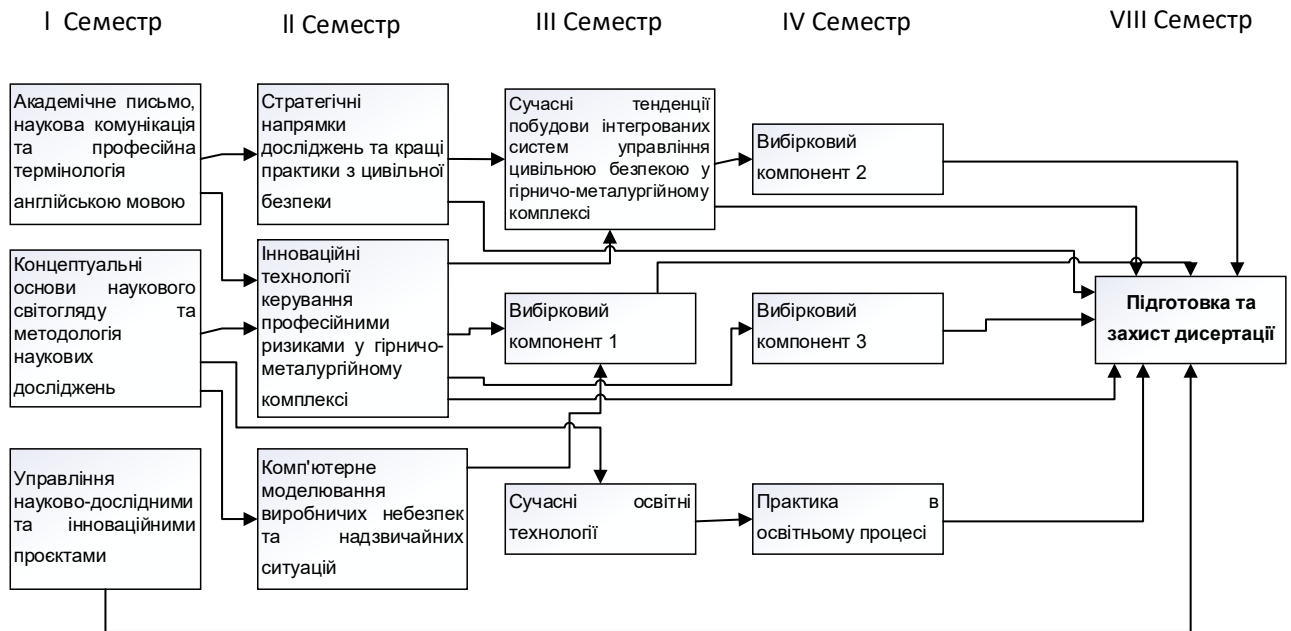 І Семестр
ІІ Семестр
ІІІ Семестр
IV Семестр
VIII Семестр
Академічне письмо,
наукова комунікація
та професійна
термінологія
англійською мовою
Стратегічні
напрямки
досліджень та кращі
практики з цивільної
безпеки
Сучасні тенденції
побудови інтегрованих
систем управління
цивільною безпекою у
гірничо-металургійному
комплексі
Вибірковий
компонент 2
Концептуальні
основи наукового
світогляду та
методологія
наукових
досліджень
Інноваційні
технології
керування
професійними
ризиками у гірничо-
металургійному
комплексі
Вибірковий
компонент 1
Вибірковий
компонент 3
Підготовка та
захист дисертації
Управління
науково-дослідними
та інноваційними
проєктами
Комп'ютерне
моделювання
виробничих небезпек
та надзвичайних
ситуацій
Сучасні освітні
технології
Практика в
освітньому процесі